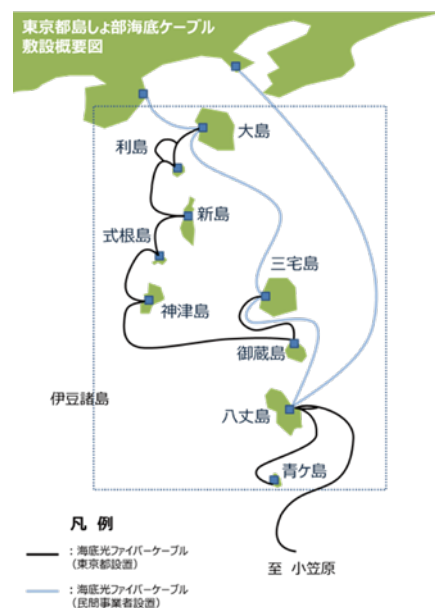 東京都島しょ部海底ケーブル
敷設概要図
大島
利島
新島
式根島
三宅島
神津島
御蔵島
伊豆諸島
八丈島
青ケ島
凡 例
：海底光ファイバーケーブル
（東京都設置）
至 小笠原
：海底光ファイバーケーブル
（民間事業者設置）